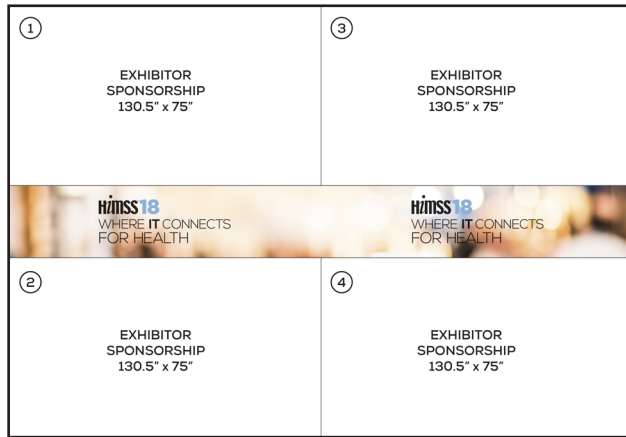 1
EXHIBITOR
SPONSORSHIP
130.5" x 75"
3
EXHIBITOR
SPONSORSHIP
130.5" x 75"
HIMSS18
WHERE IT CONNECTS
FOR HEALTH
HIMSS18
WHERE IT CONNECTS
FOR HEALTH
2
EXHIBITOR
SPONSORSHIP
130.5" x 75"
4
EXHIBITOR
SPONSORSHIP
130.5" x 75"